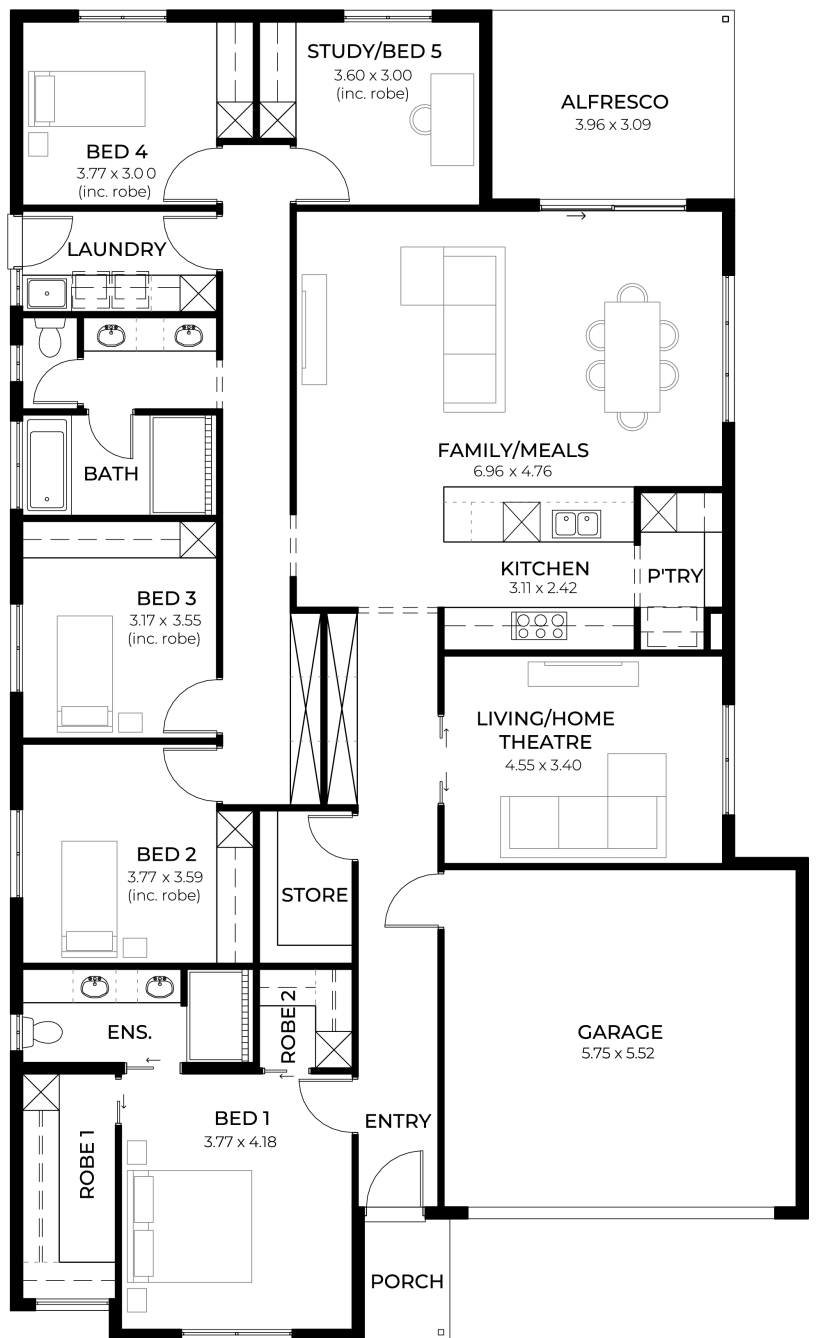 STUDY/BED 5
3.60 x 3.00
(inc. robe)
ALFRESCO
3.96 x 3.09
BED 4
3.77 x 3.00
(inc. robe)
LAUNDRY
BATH
FAMILY/MEALS
6.96 x 4.76
KITCHEN
3.11 x 2.42
P'TRY
BED 3
3.17 x 3.55
(inc. robe)
LIVING/HOME
THEATRE
4.55 x 3.40
BED 2
3.77 x 3.59
(inc. robe)
STORE
ENS.
ROBE 2
GARAGE
5.75 x 5.52
BED 1
3.77 x 4.18
ENTRY
ROBE 1
PORCH